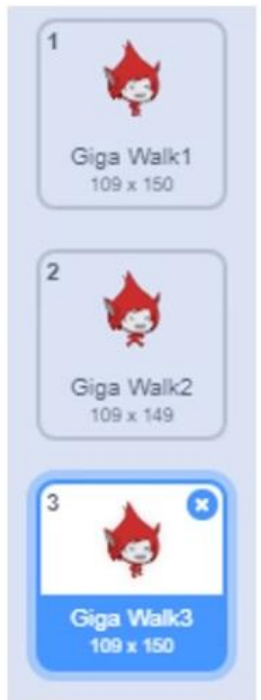 1
Giga Walk1
109 x 150
2
Giga Walk2
109 x 149
3
Giga Walk3
109 x 150